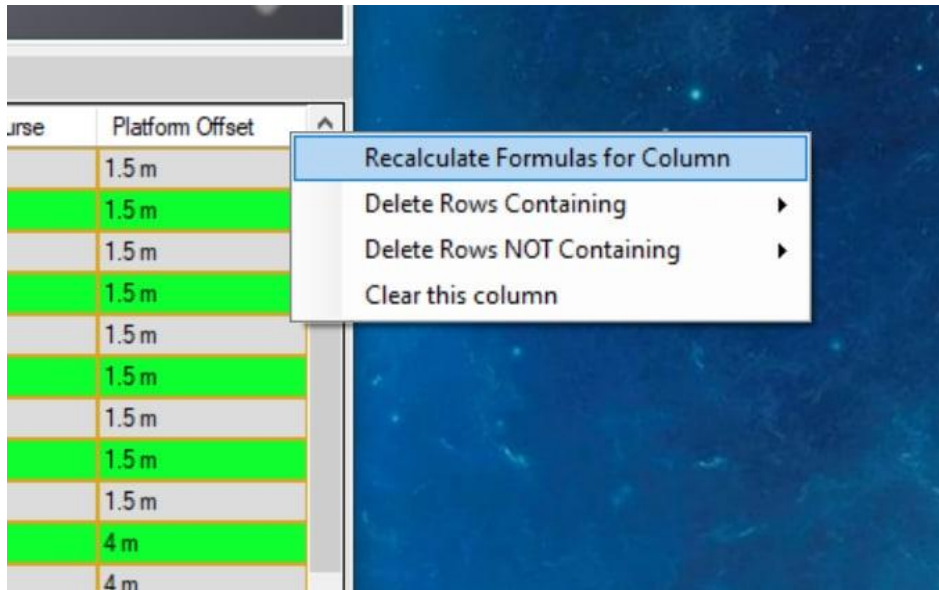 urse Platform Offset
1.5 m
Recalculate Formulas for Column
1.5 m
Delete Rows Containing
1.5 m
Delete Rows NOT Containing
1.5 m
Clear this column
1.5 m
1.5 m
1.5 m
1.5 m
1.5 m
4 m
4 m